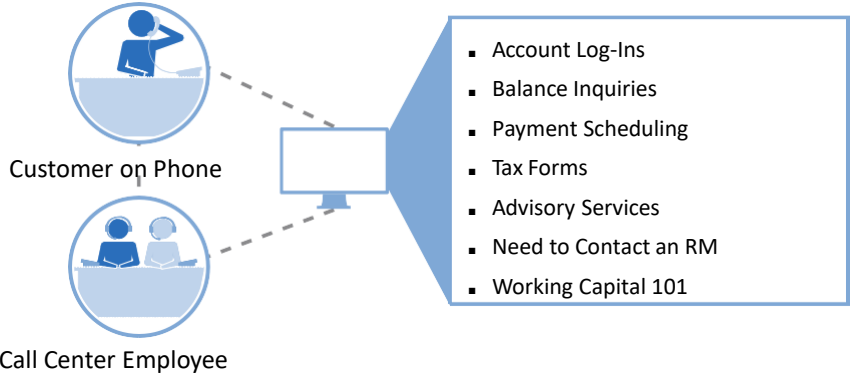 Customer on Phone
Call Center Employee
▪ Account Log-Ins
▪ Balance Inquiries
▪ Payment Scheduling
▪ Tax Forms
▪ Advisory Services
▪ Need to Contact an RM
▪ Working Capital 101